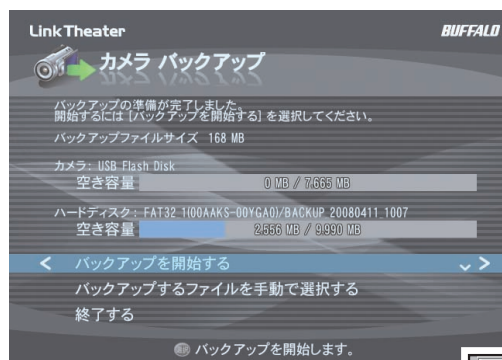 LinkTheater
BUFFALO
カメラ バックアップ
バックアップの準備が完了しました。
開始するには [バックアップを開始する] を選択してください。
バックアップファイルサイズ 168 MB
カメラ: USB Flash Disk
空き容量 0 MB / 7.665 MB
ハードディスク: FAT32 1(00AAKS-00YGA0)/BACKUP_20080411_1007
空き容量 2.556 MB / 9.990 MB
バックアップを開始する
バックアップするファイルを手動で選択する
終了する
バックアップを開始します。